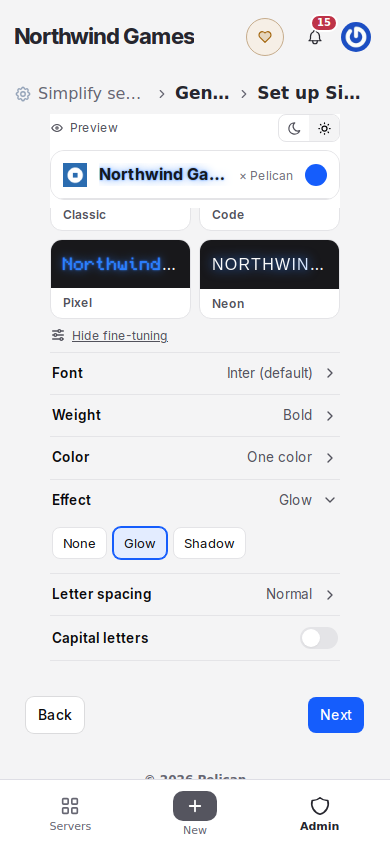 Northwind Games
15
Simplify se... > Gen... > Set up Si...
Preview
Northwind Ga... × Pelican
Classic
Code
Northwind...
NORTHWIN...
Pixel
Neon
Hide fine-tuning
Font Inter (default)
Weight Bold
Color One color
Effect Glow
None Glow Shadow
Letter spacing Normal
Capital letters
Back Next
© 2026 Pelican
Servers New Admin